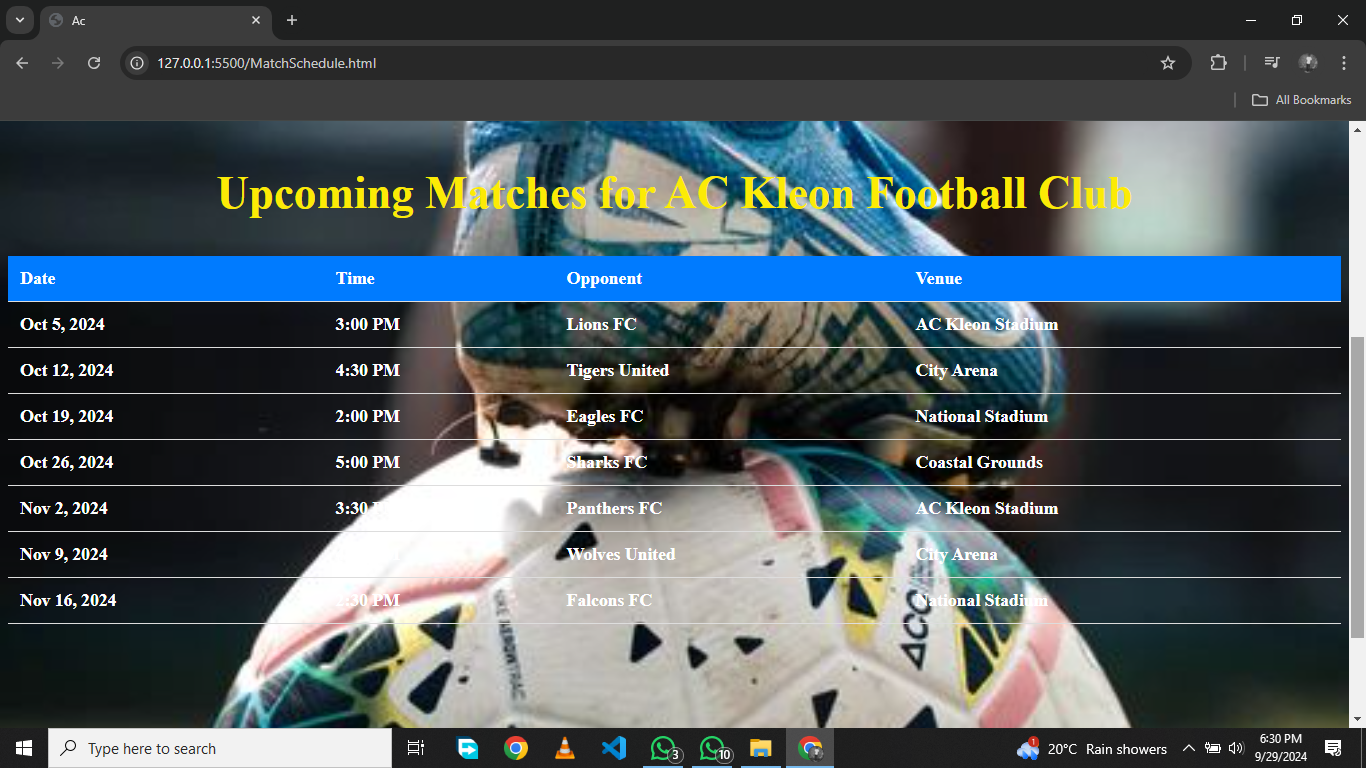 Ac
127.0.0.1:5500/MatchSchedule.html
All Bookmarks
Upcoming Matches for AC Kleon Football Club
Date Time Opponent Venue
Oct 5, 2024 3:00 PM Lions FC AC Kleon Stadium
Oct 12, 2024 4:30 PM Tigers United City Arena
Oct 19, 2024 2:00 PM Eagles FC National Stadium
Oct 26, 2024 5:00 PM Sharks FC Coastal Grounds
Nov 2, 2024 3:30 Panthers FC AC Kleon Stadium
Nov 9, 2024 Wolves United City Arena
Nov 16, 2024 2:30 PM Falcons FC National Stadium
ACC
Type here to search
3
10
1
20°C Rain showers
6:30 PM
9/29/2024